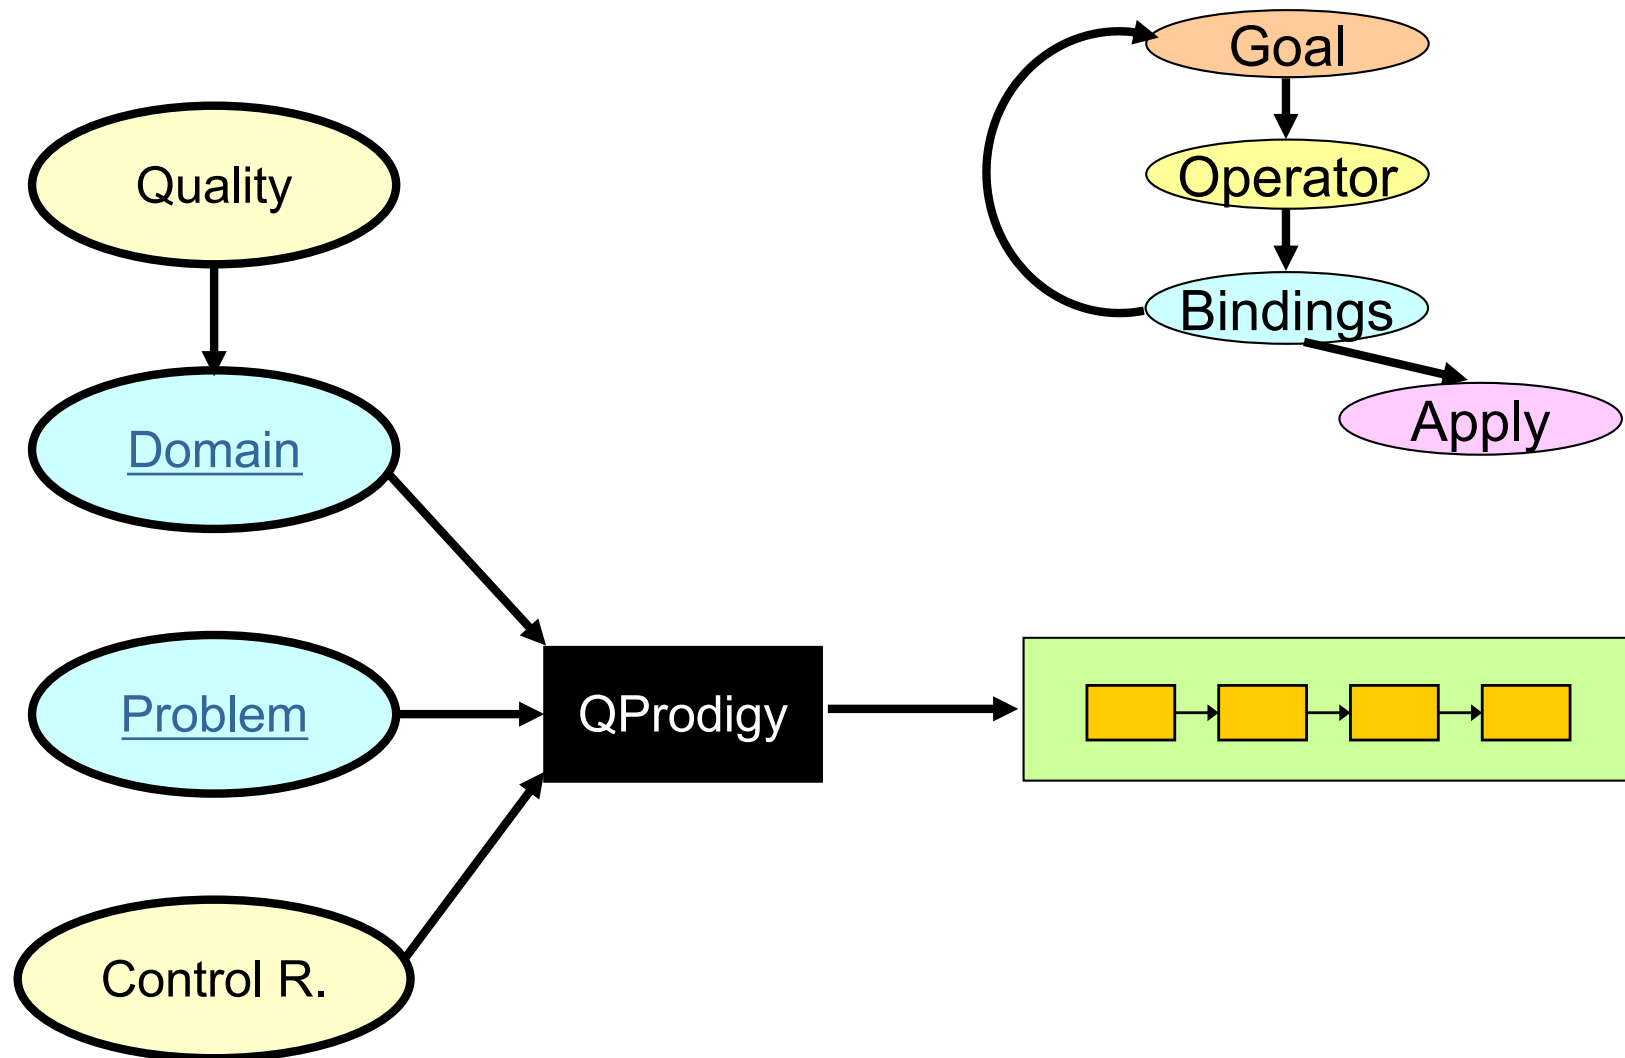 Goal
Quality
Operator
Bindings
Domain
Apply
Problem
QProdigy
Control R.